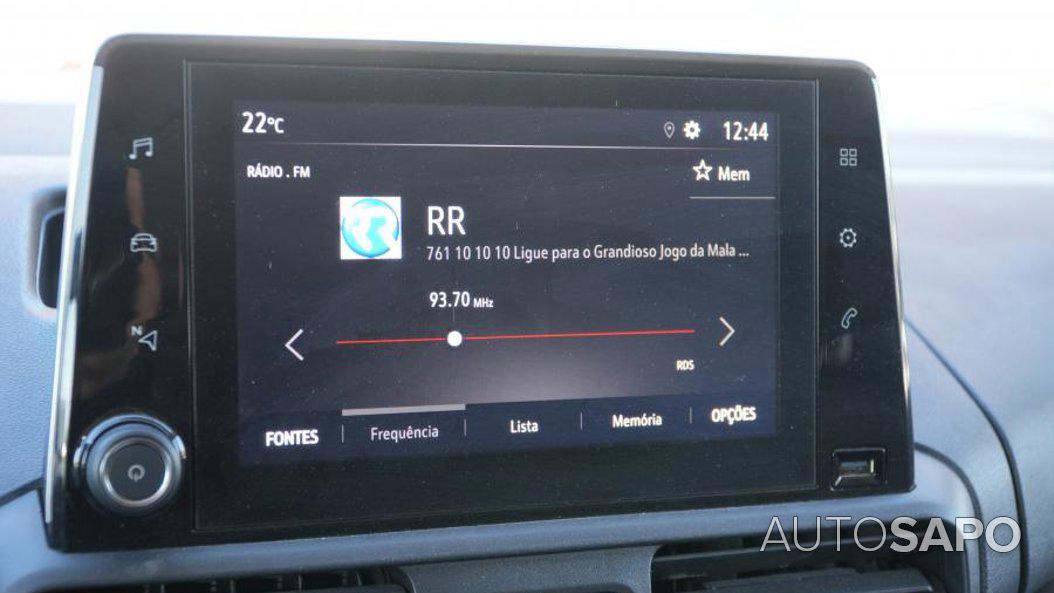 22°C
12:44
RÁDIO . FM
Mem
RR
RR
761 10 10 10 Ligue para o Grandioso Jogo da Mala ...
93.70 MHz
RDS
FONTES
Frequência
Lista
Memória
OPÇÕES
N
AUTOSAPO